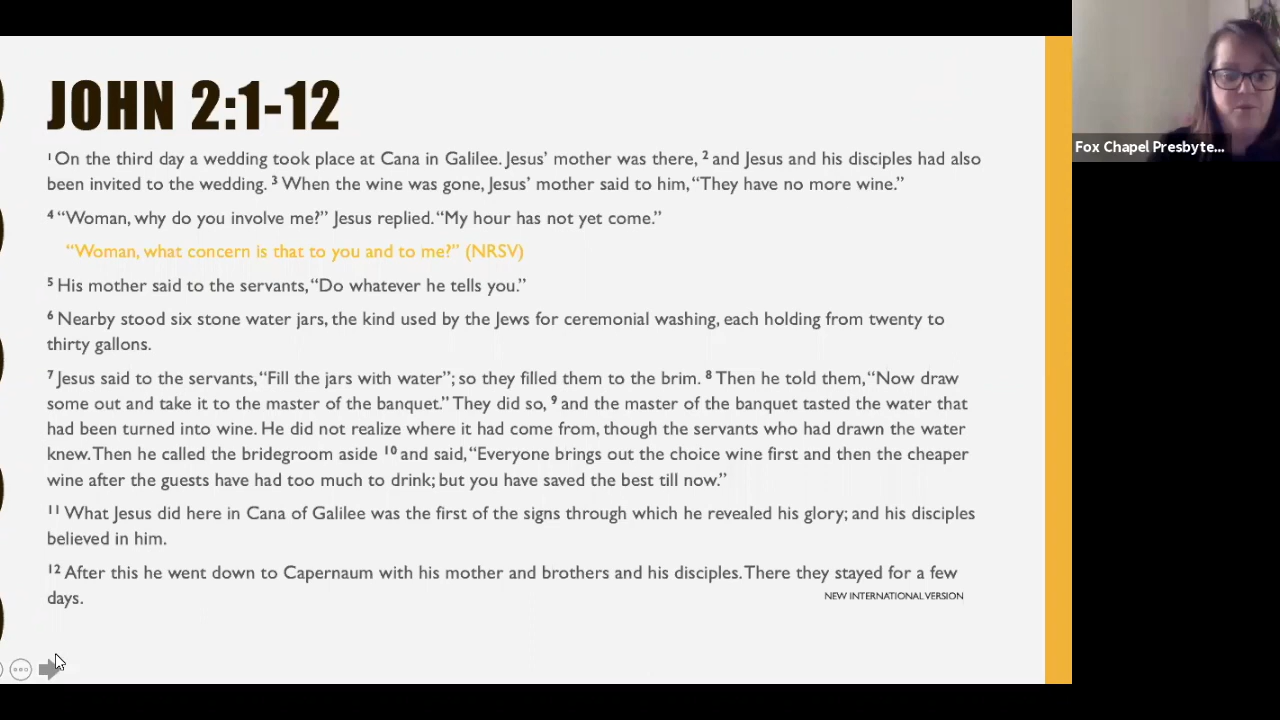 JOHN 2:1-12
1 On the third day a wedding took place at Cana in Galilee. Jesus’ mother was there, 2 and Jesus and his disciples had also
been invited to the wedding. 3 When the wine was gone, Jesus’ mother said to him, “They have no more wine.”
4 “Woman, why do you involve me?” Jesus replied. “My hour has not yet come.”
“Woman, what concern is that to you and to me?” (NRSV)
5 His mother said to the servants, “Do whatever he tells you.”
6 Nearby stood six stone water jars, the kind used by the Jews for ceremonial washing, each holding from twenty to
thirty gallons.
7 Jesus said to the servants, “Fill the jars with water”; so they filled them to the brim. 8 Then he told them, “Now draw
some out and take it to the master of the banquet.” They did so, 9 and the master of the banquet tasted the water that
had been turned into wine. He did not realize where it had come from, though the servants who had drawn the water
knew. Then he called the bridegroom aside 10 and said, “Everyone brings out the choice wine first and then the cheaper
wine after the guests have had too much to drink; but you have saved the best till now.”
11 What Jesus did here in Cana of Galilee was the first of the signs through which he revealed his glory; and his disciples
believed in him.
12 After this he went down to Capernaum with his mother and brothers and his disciples. There they stayed for a few
days.
NEW INTERNATIONAL VERSION
Fox Chapel Presbyte...